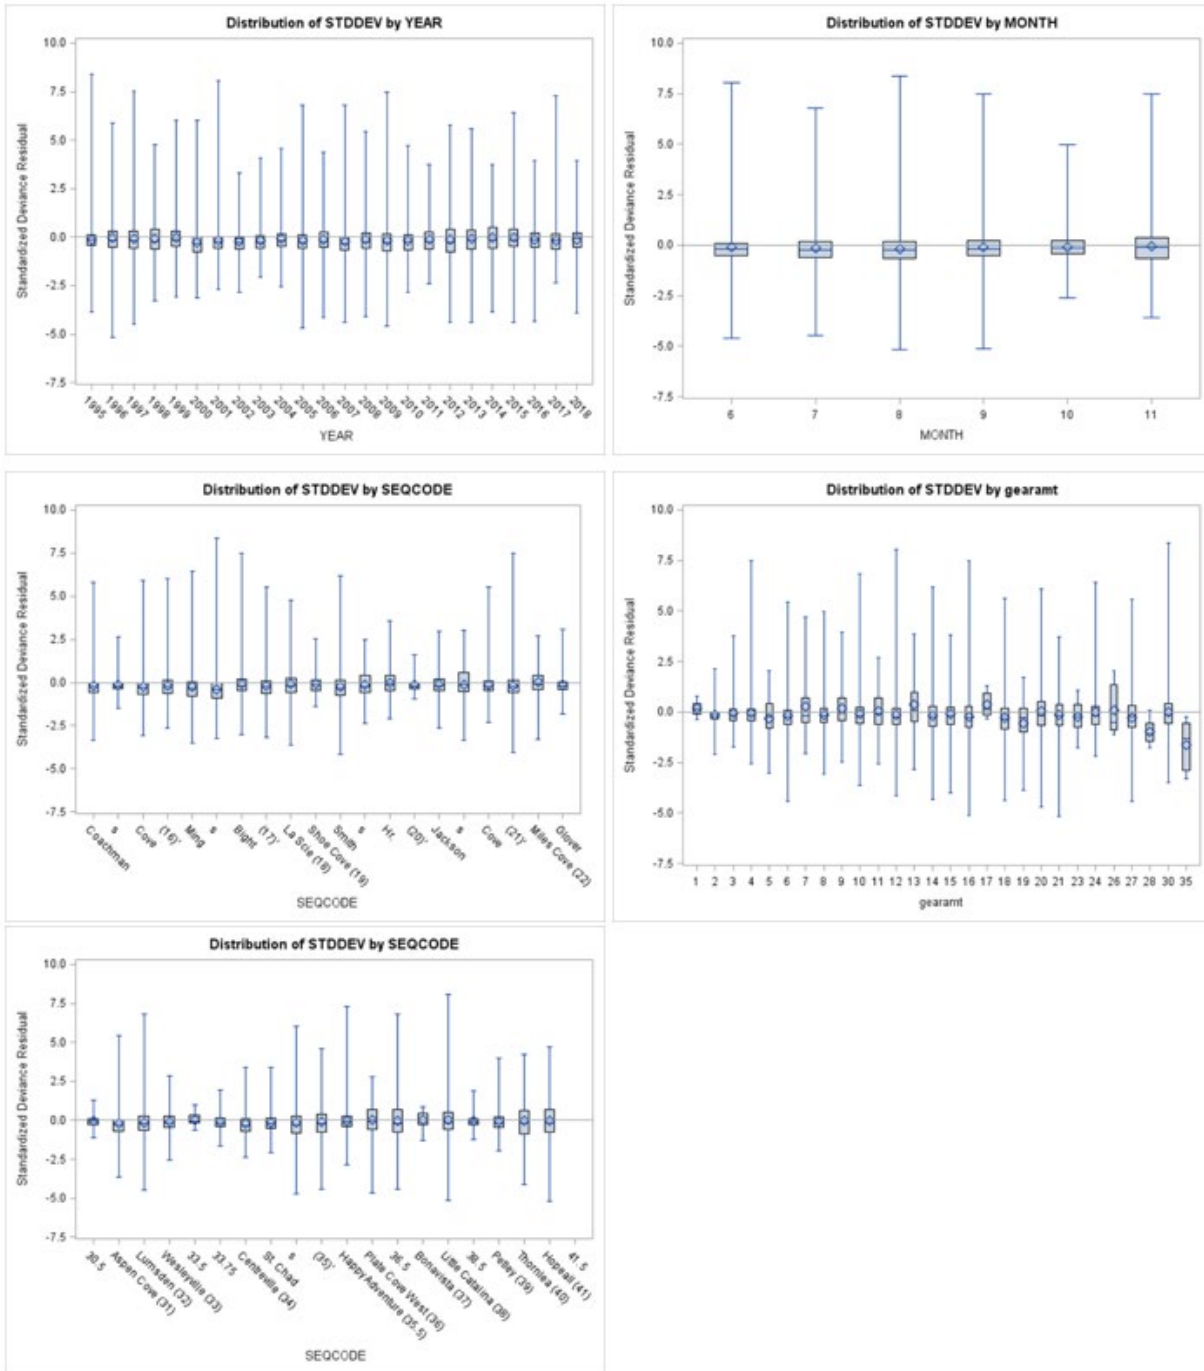 Distribution of STDDEV by YEAR
10.0
7.5
5.0
2.5
0.0
-2.5
-5.0
-7.5
Standardized Deviance Residual
1995 1996 1997 1998 1999 2000 2001 2002 2003 2004 2005 2006 2007 2008 2009 2010 2011 2012 2013 2014 2015 2016 2017 2018
YEAR
Distribution of STDDEV by MONTH
10.0
7.5
5.0
2.5
0.0
-2.5
-5.0
-7.5
Standardized Deviance Residual
6 7 8 9 10 11
MONTH
Distribution of STDDEV by SEQCODE
10.0
7.5
5.0
2.5
0.0
-2.5
-5.0
-7.5
Standardized Deviance Residual
Coachman s Cove (16)' Ming s Bight (17)' La Scie (18) Shoe Cove (19) Smith s Hr. (20)' Jackson s Cove (21)' Miles Cove (22) Glover
SEQCODE
Distribution of STDDEV by gearamt
10.0
7.5
5.0
2.5
0.0
-2.5
-5.0
-7.5
Standardized Deviance Residual
1 2 3 4 5 6 7 8 9 10 11 12 13 14 15 16 17 18 19 20 21 23 24 26 27 28 30 35
gearamt
Distribution of STDDEV by SEQCODE
10.0
7.5
5.0
2.5
0.0
-2.5
-5.0
-7.5
Standardized Deviance Residual
30.5 Aspen Cove (31) Lumsden (32) Wesleyville (33) 33.5 33.75 Centreville (34) St. Chad s (35)' Happy Adventure (35.5) Plate Cove West (36) 36.5 Bonavista (37) Little Catalina (38) 38.5 Petley (39) Thornlea (40) Hopeall (41) 41.5
SEQCODE